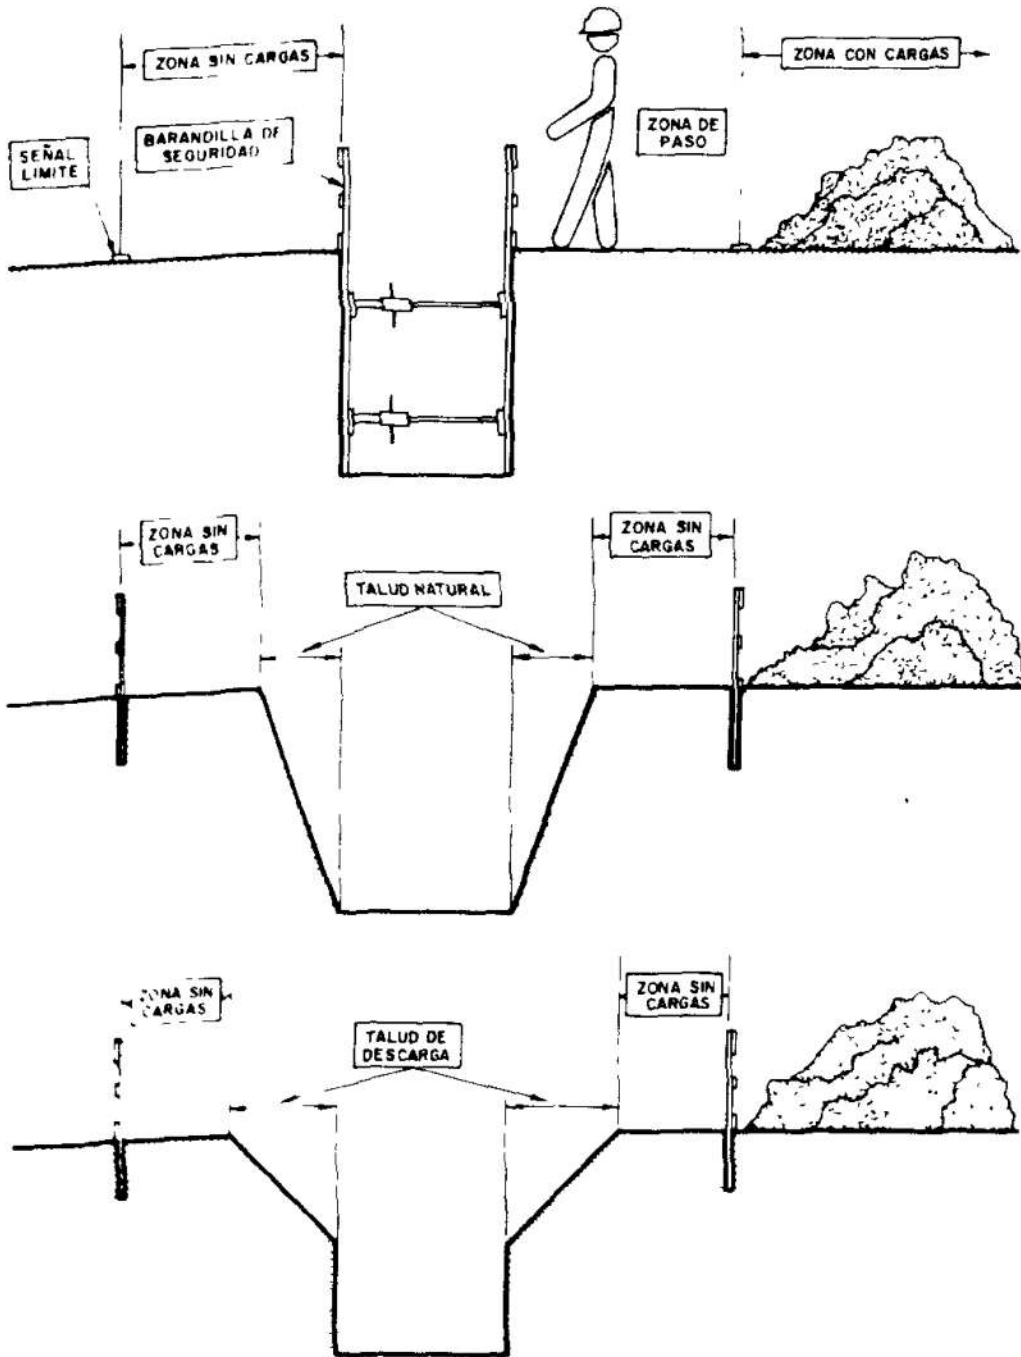 ZONA SIN CARGAS
ZONA CON CARGAS
SEÑAL
LIMITE
BARANDILLA DE
SEGURIDAD
ZONA DE
PASO
ZONA SIN
CARGAS
ZONA SIN
CARGAS
TALUD NATURAL
ZONA SIN
CARGAS
ZONA SIN
CARGAS
TALUD DE
DESCARGA